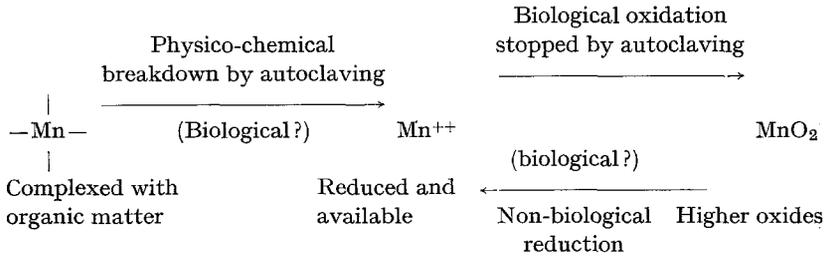 Physico-chemical
breakdown by autoclaving
Biological oxidation
stopped by autoclaving
—Mn—
(Biological?)
Mn++
MnO2
(biological?)
Complexed with
organic matter
Reduced and
available
Non-biological
reduction
Higher oxides